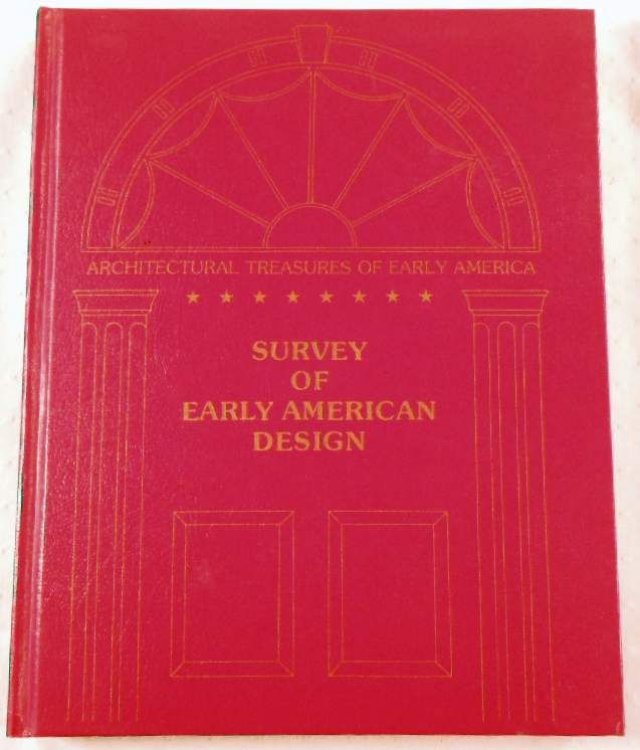 ARCHITECTURAL TREASURES OF EARLY AMERICA
SURVEY
OF
EARLY AMERICAN
DESIGN